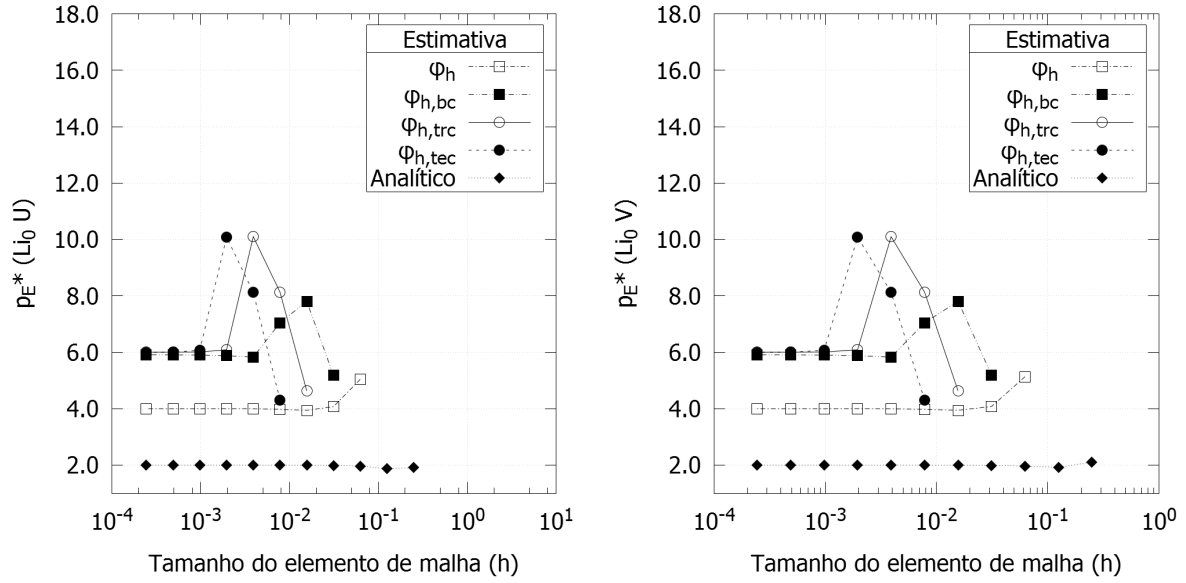 18.0
16.0
14.0
12.0
10.0
8.0
6.0
4.0
2.0
pE* (Li0 U)
Estimativa
φh
φh,bc
φh,trc
φh,tec
Analítico
10-4 10-3 10-2 10-1 100 101
Tamanho do elemento de malha (h)
18.0
16.0
14.0
12.0
10.0
8.0
6.0
4.0
2.0
pE* (Li0 V)
Estimativa
φh
φh,bc
φh,trc
φh,tec
Analítico
10-4 10-3 10-2 10-1 100
Tamanho do elemento de malha (h)